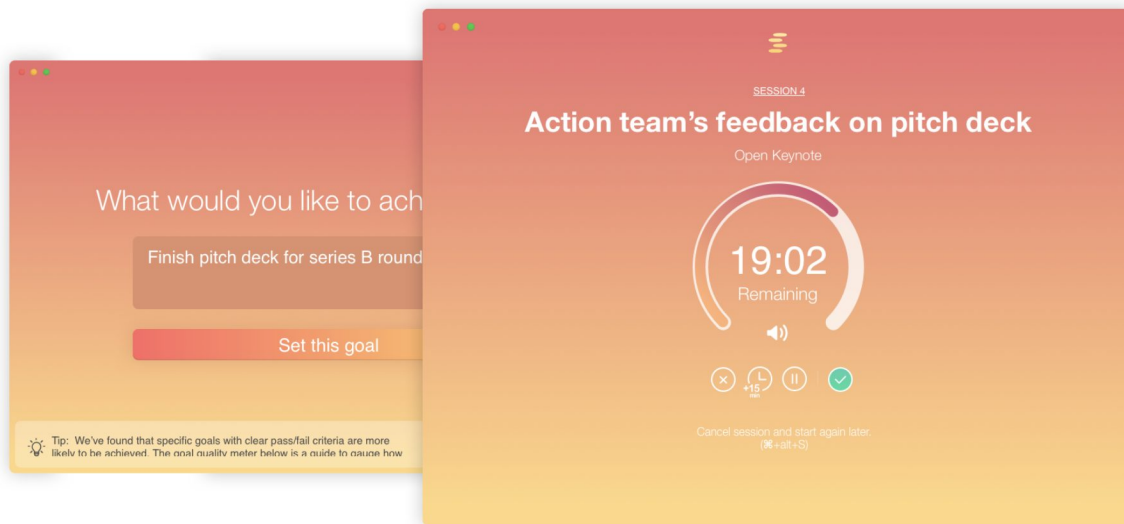 What would you like to ach
Finish pitch deck for series B round
Set this goal
Tip: We've found that specific goals with clear pass/fail criteria are more
likely to be achieved. The goal quality meter below is a guide to gauge how
SESSION 4
Action team's feedback on pitch deck
Open Keynote
19:02
Remaining
+15
min
Cancel session and start again later.
(⌘+alt+S)